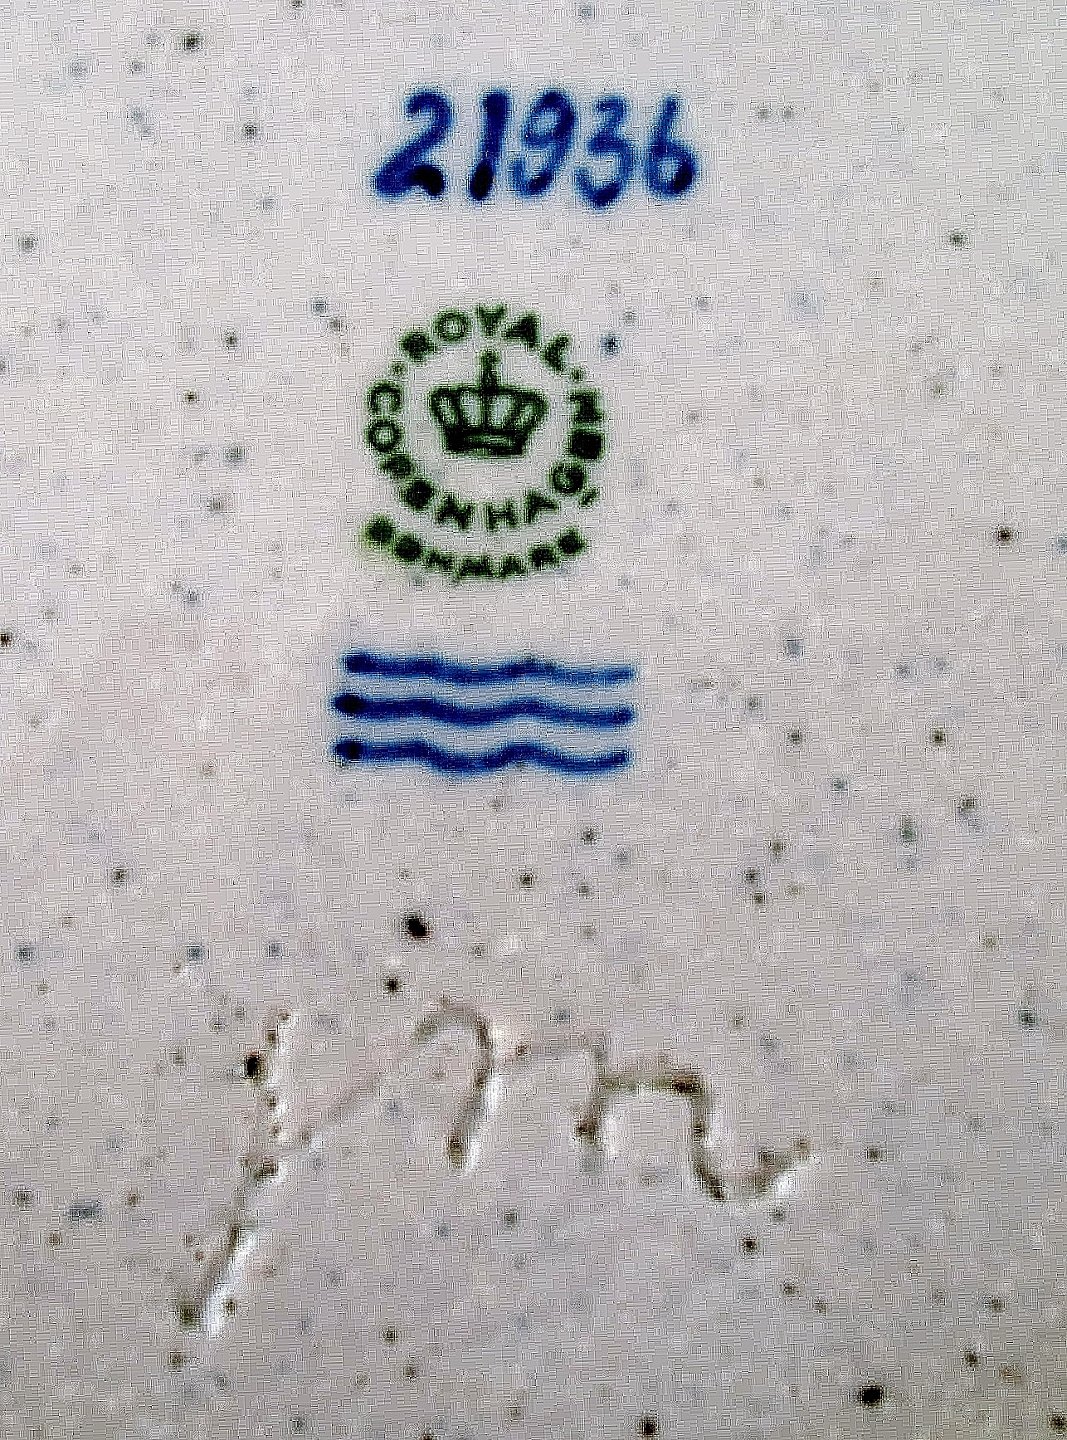 21936
ROYAL
COPENHAGEN
DENMARK